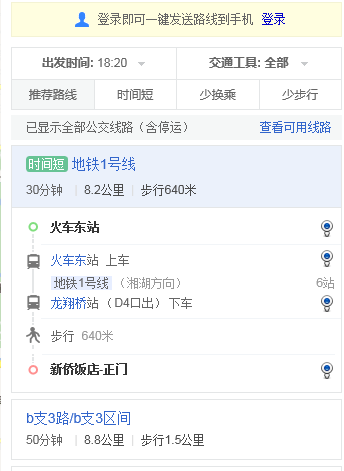 登录即可一键发送路线到手机 登录
出发时间: 18:20 交通工具: 全部
推荐路线 时间短 少换乘 少步行
已显示全部公交线路（含停运） 查看可用线路
时间短 地铁1号线
30分钟 | 8.2公里 | 步行640米
火车东站
火车东站 上车
地铁1号线 （湘湖方向） 6站
龙翔桥站（D4口出）下车
步行 640米
新侨饭店-正门
b支3路/b支3区间
50分钟 | 8.8公里 | 步行1.5公里